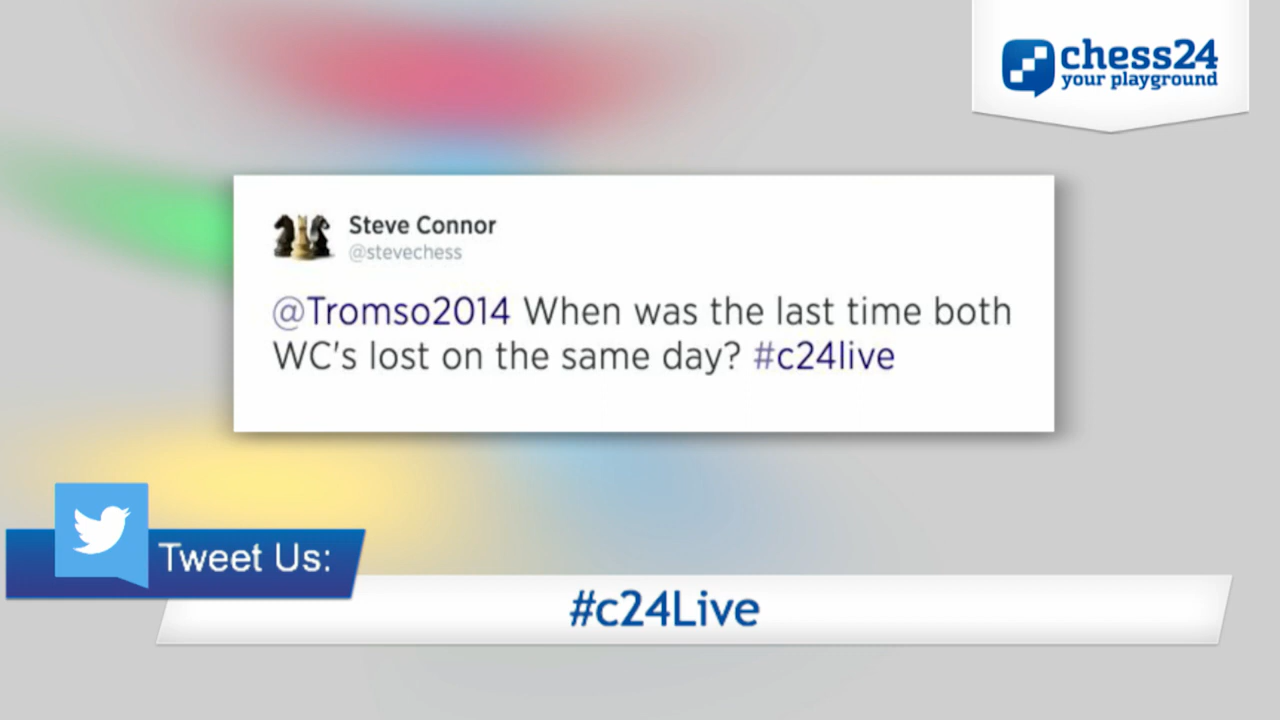 chess24
your playground
Steve Connor
@stevechess
@Tromso2014 When was the last time both
WC's lost on the same day? #c24live
Tweet Us:
#c24Live